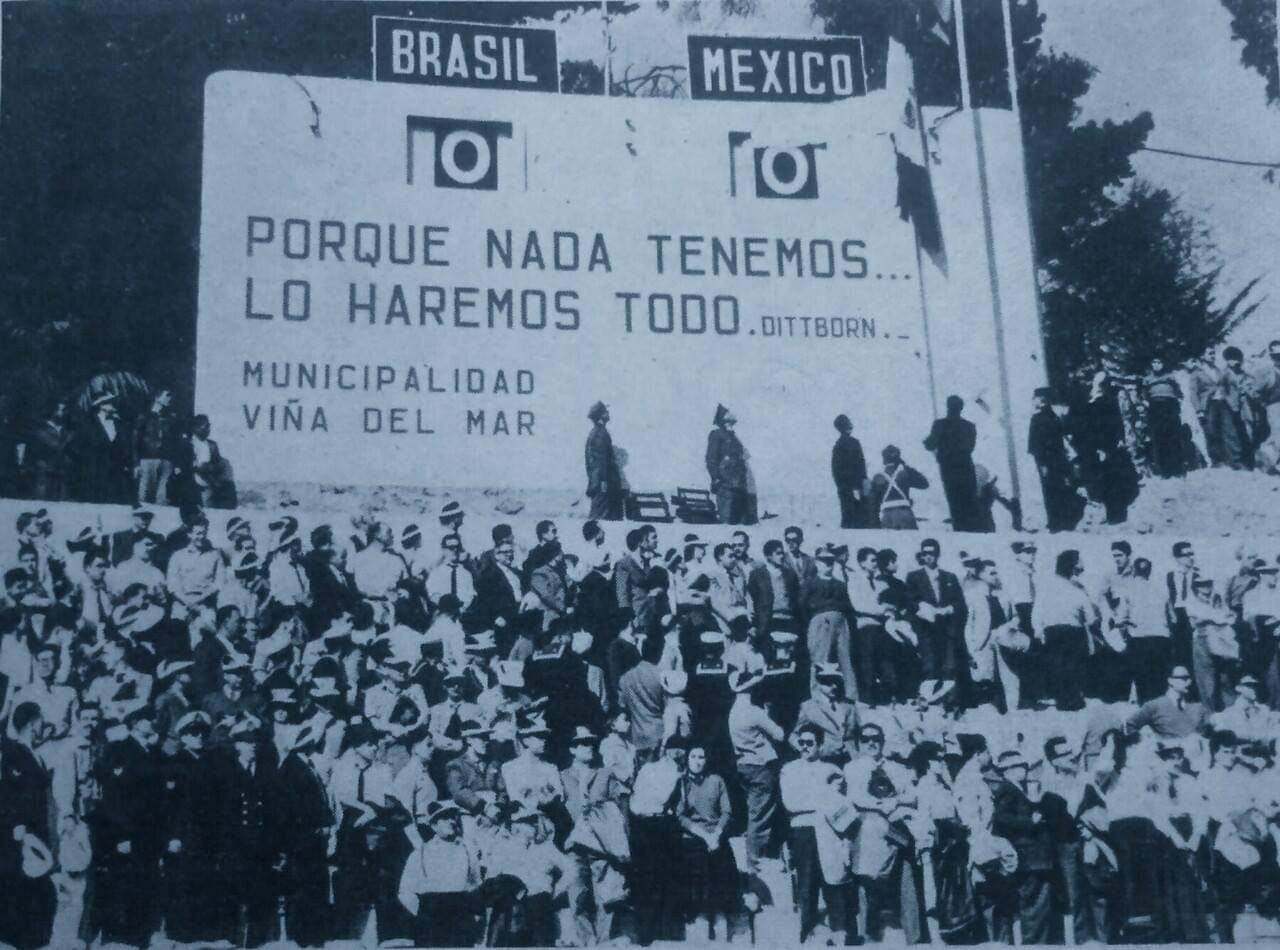 BRASIL MEXICO
0 0
PORQUE NADA TENEMOS...
LO HAREMOS TODO. DITTBORN._
MUNICIPALIDAD
VIÑA DEL MAR